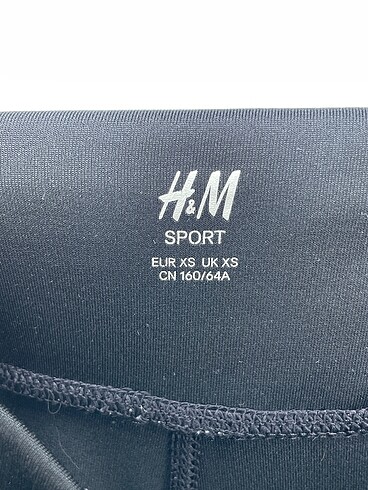 H&M
SPORT
EUR XS UK XS
CN 160/64A